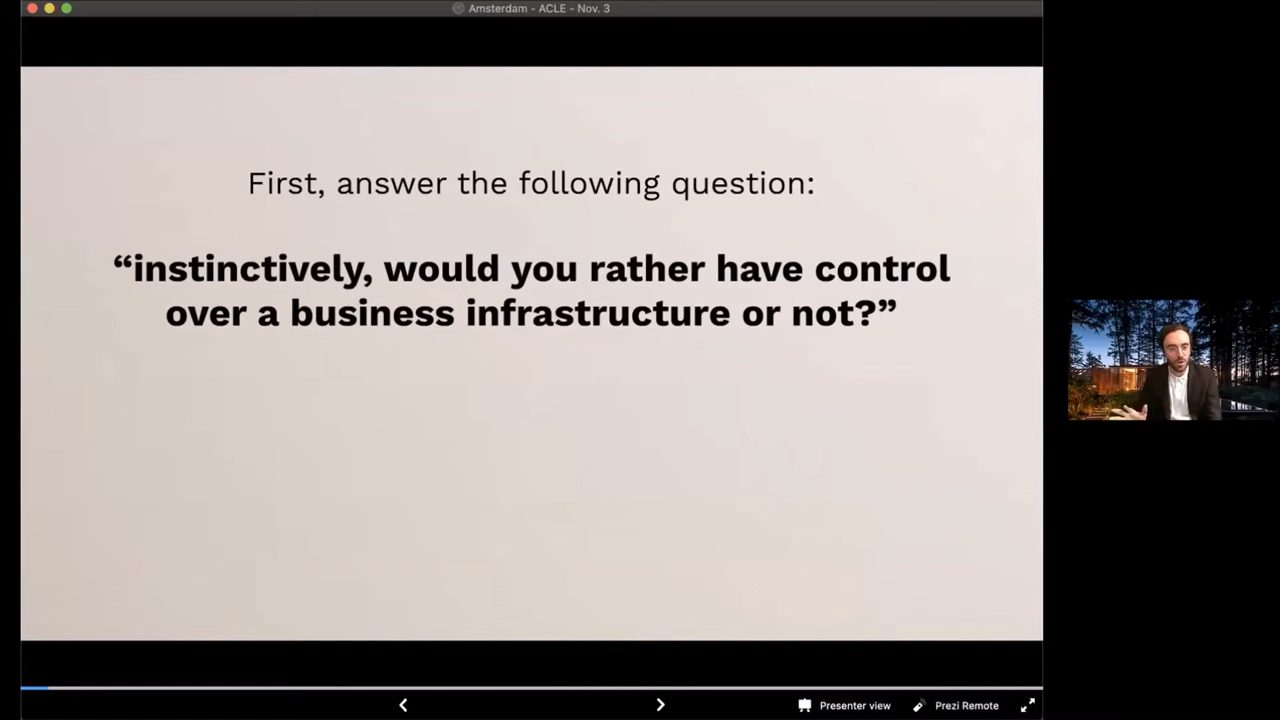 Amsterdam - ACLE - Nov. 3
First, answer the following question:
“instinctively, would you rather have control
over a business infrastructure or not?”
Presenter view
Prezi Remote